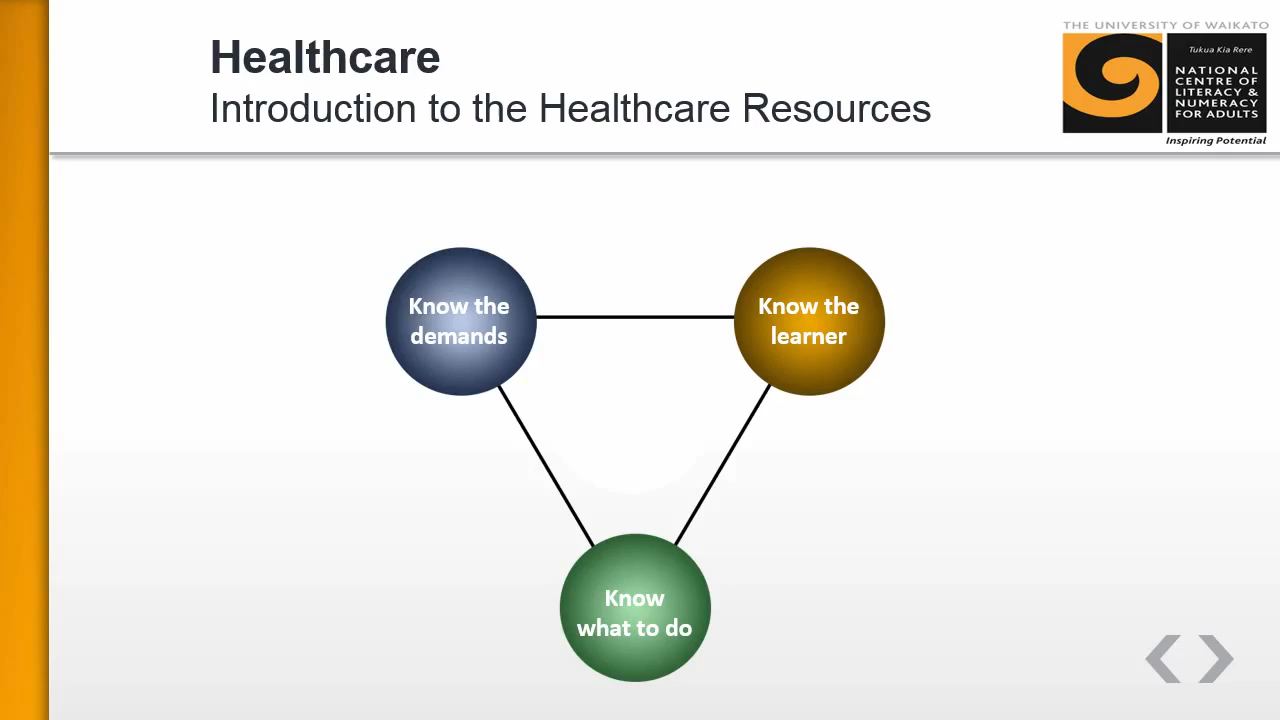 Healthcare
Introduction to the Healthcare Resources
THE UNIVERSITY OF WAIKATO
Tukua Kia Rere
NATIONAL
CENTRE OF
LITERACY &
NUMERACY
FOR ADULTS
Inspiring Potential
Know the
demands
Know the
learner
Know
what to do